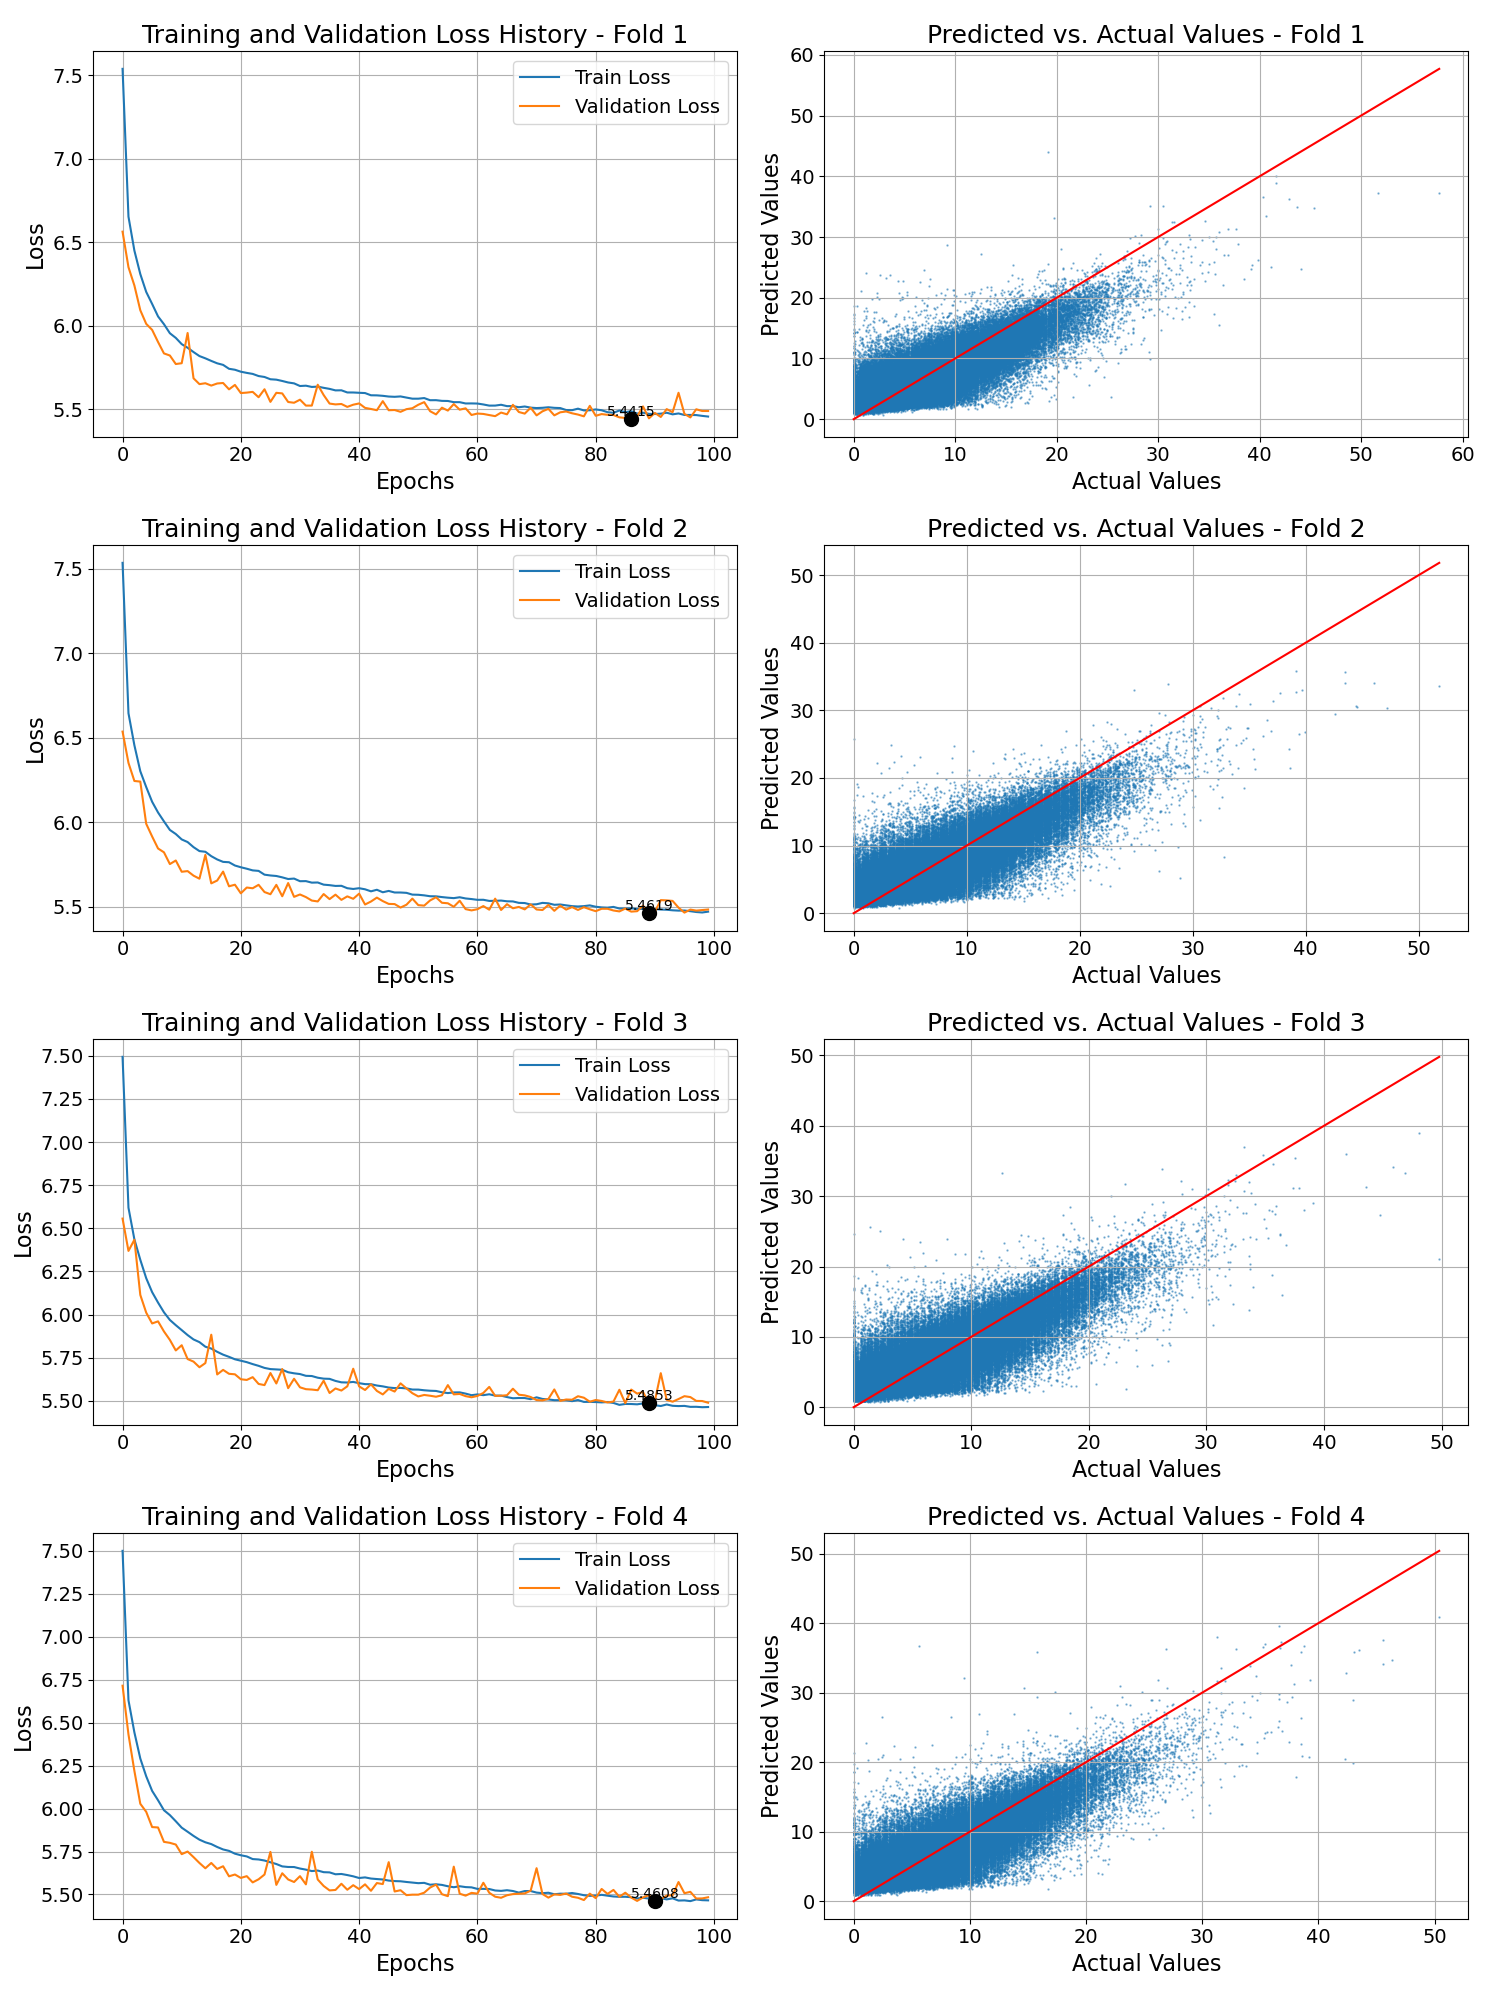 Training and Validation Loss History - Fold 1
Loss
7.5
7.0
6.5
6.0
5.5
Train Loss
Validation Loss
5.4415
0 20 40 60 80 100
Epochs
Predicted vs. Actual Values - Fold 1
Predicted Values
60
50
40
30
20
10
0
0 10 20 30 40 50 60
Actual Values
Training and Validation Loss History - Fold 2
Loss
7.5
7.0
6.5
6.0
5.5
Train Loss
Validation Loss
5.4619
0 20 40 60 80 100
Epochs
Predicted vs. Actual Values - Fold 2
Predicted Values
50
40
30
20
10
0
0 10 20 30 40 50
Actual Values
Training and Validation Loss History - Fold 3
Loss
7.50
7.25
7.00
6.75
6.50
6.25
6.00
5.75
5.50
Train Loss
Validation Loss
5.4853
0 20 40 60 80 100
Epochs
Predicted vs. Actual Values - Fold 3
Predicted Values
50
40
30
20
10
0
0 10 20 30 40 50
Actual Values
Training and Validation Loss History - Fold 4
Loss
7.50
7.25
7.00
6.75
6.50
6.25
6.00
5.75
5.50
Train Loss
Validation Loss
5.4608
0 20 40 60 80 100
Epochs
Predicted vs. Actual Values - Fold 4
Predicted Values
50
40
30
20
10
0
0 10 20 30 40 50
Actual Values